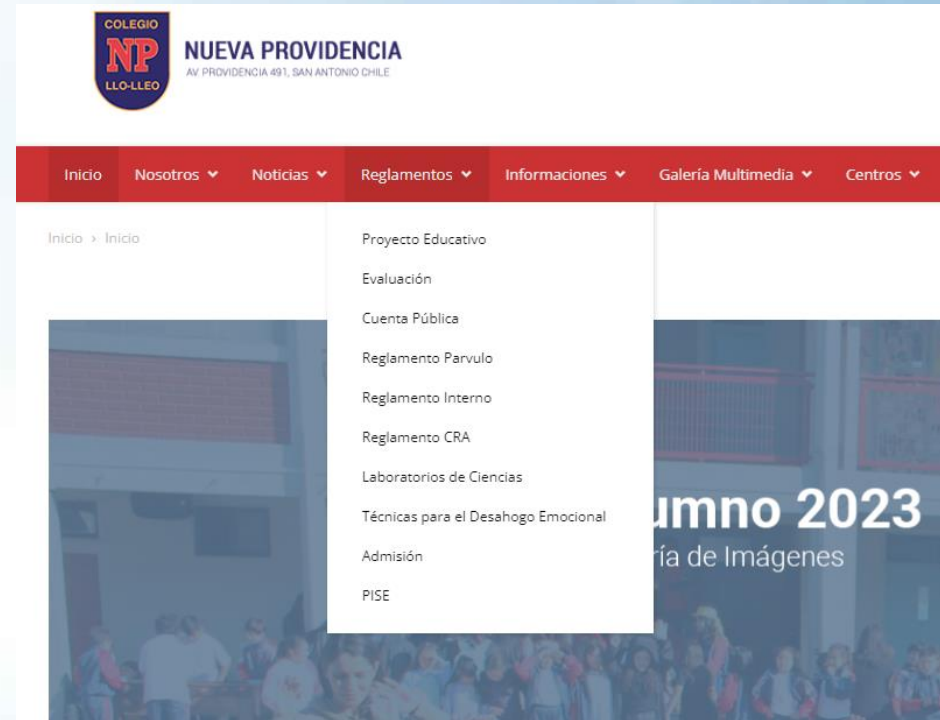 COLEGIO
NP
LLO-LLEO
NUEVA PROVIDENCIA
AV. PROVIDENCIA 491, SAN ANTONIO CHILE
Inicio Nosotros Noticias Reglamentos Informaciones Galería Multimedia Centros
Inicio › Inicio
Proyecto Educativo
Evaluación
Cuenta Pública
Reglamento Parvulo
Reglamento Interno
Reglamento CRA
Laboratorios de Ciencias
Técnicas para el Desahogo Emocional
Admisión
PISE
umno 2023
ría de Imágenes